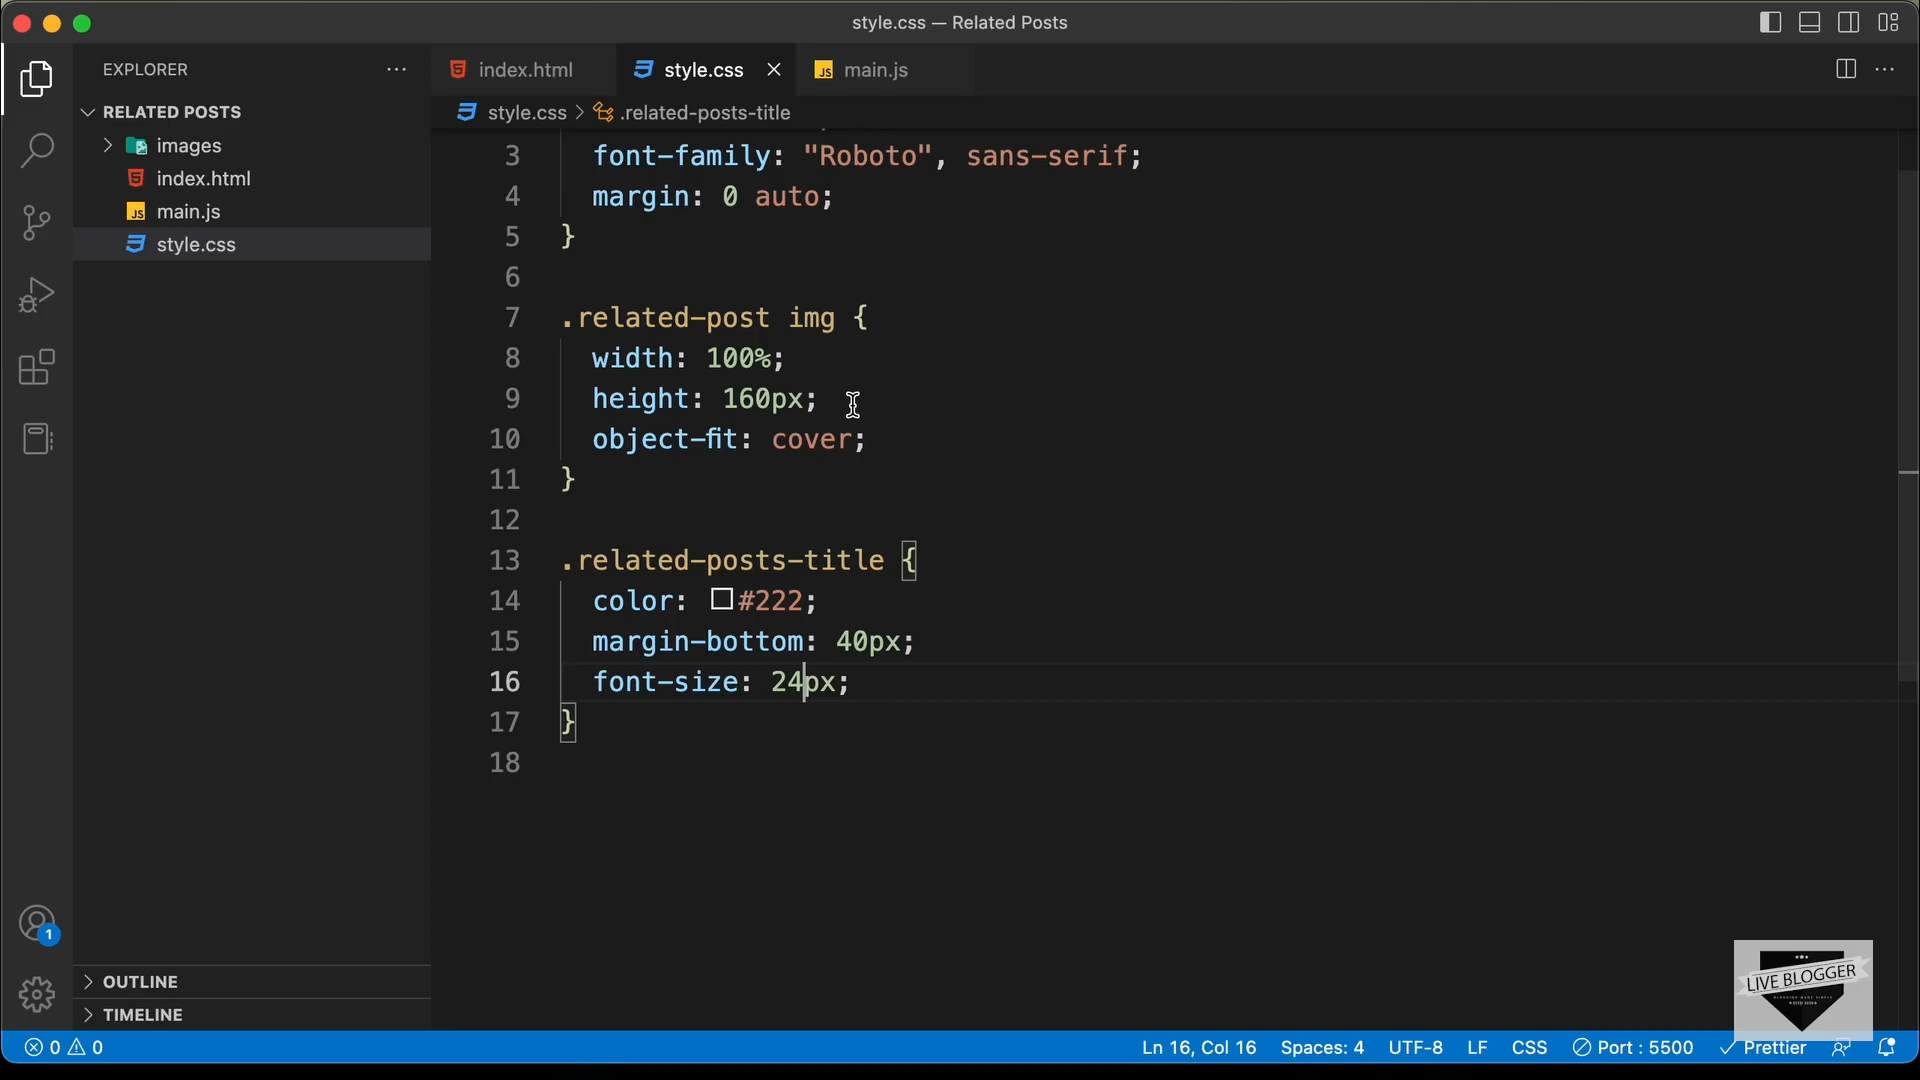 style.css — Related Posts
EXPLORER
RELATED POSTS
images
index.html
main.js
style.css
OUTLINE
TIMELINE
index.html
style.css
main.js
style.css > .related-posts-title
3 font-family: "Roboto", sans-serif;
4 margin: 0 auto;
5 }
6
7 .related-post img {
8 width: 100%;
9 height: 160px;
10 object-fit: cover;
11 }
12
13 .related-posts-title {
14 color: #222;
15 margin-bottom: 40px;
16 font-size: 24px;
17 }
18
1
LIVE BLOGGER
0 0
Ln 16, Col 16 Spaces: 4 UTF-8 LF CSS Port : 5500 Prettier